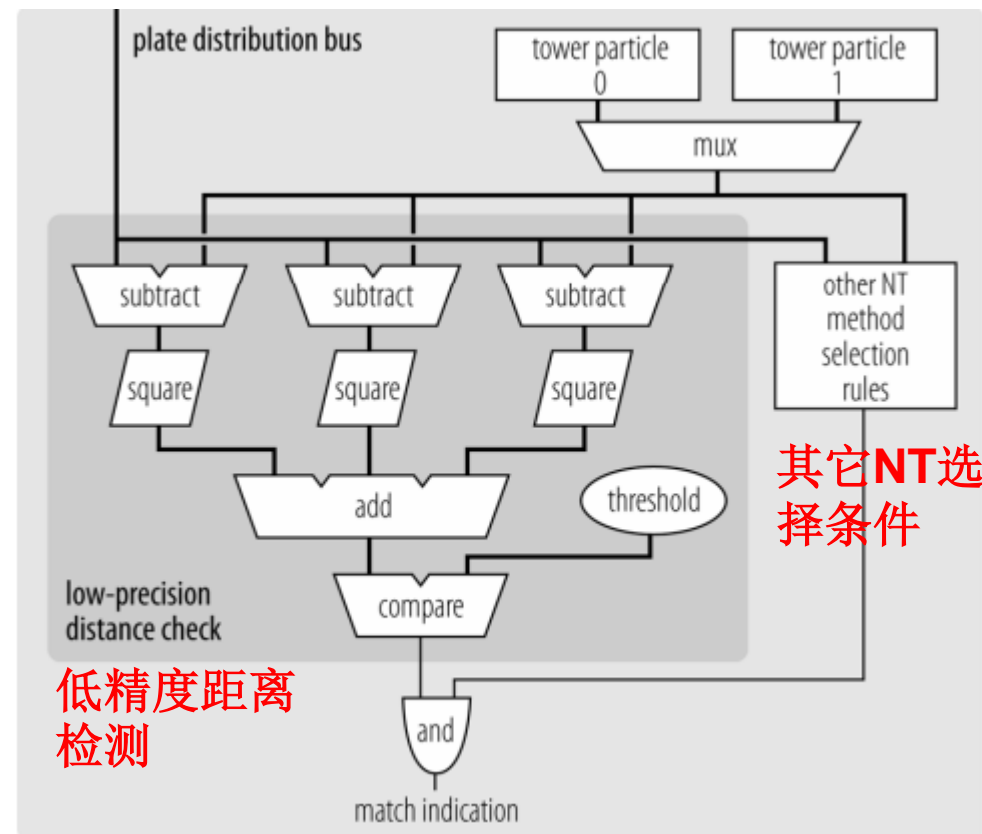 plate distribution bus
tower particle
0
tower particle
1
mux
subtract
subtract
subtract
other NT
method
selection
rules
square
square
square
其它NT选
择条件
add
threshold
compare
low-precision
distance check
低精度距离
检测
and
match indication